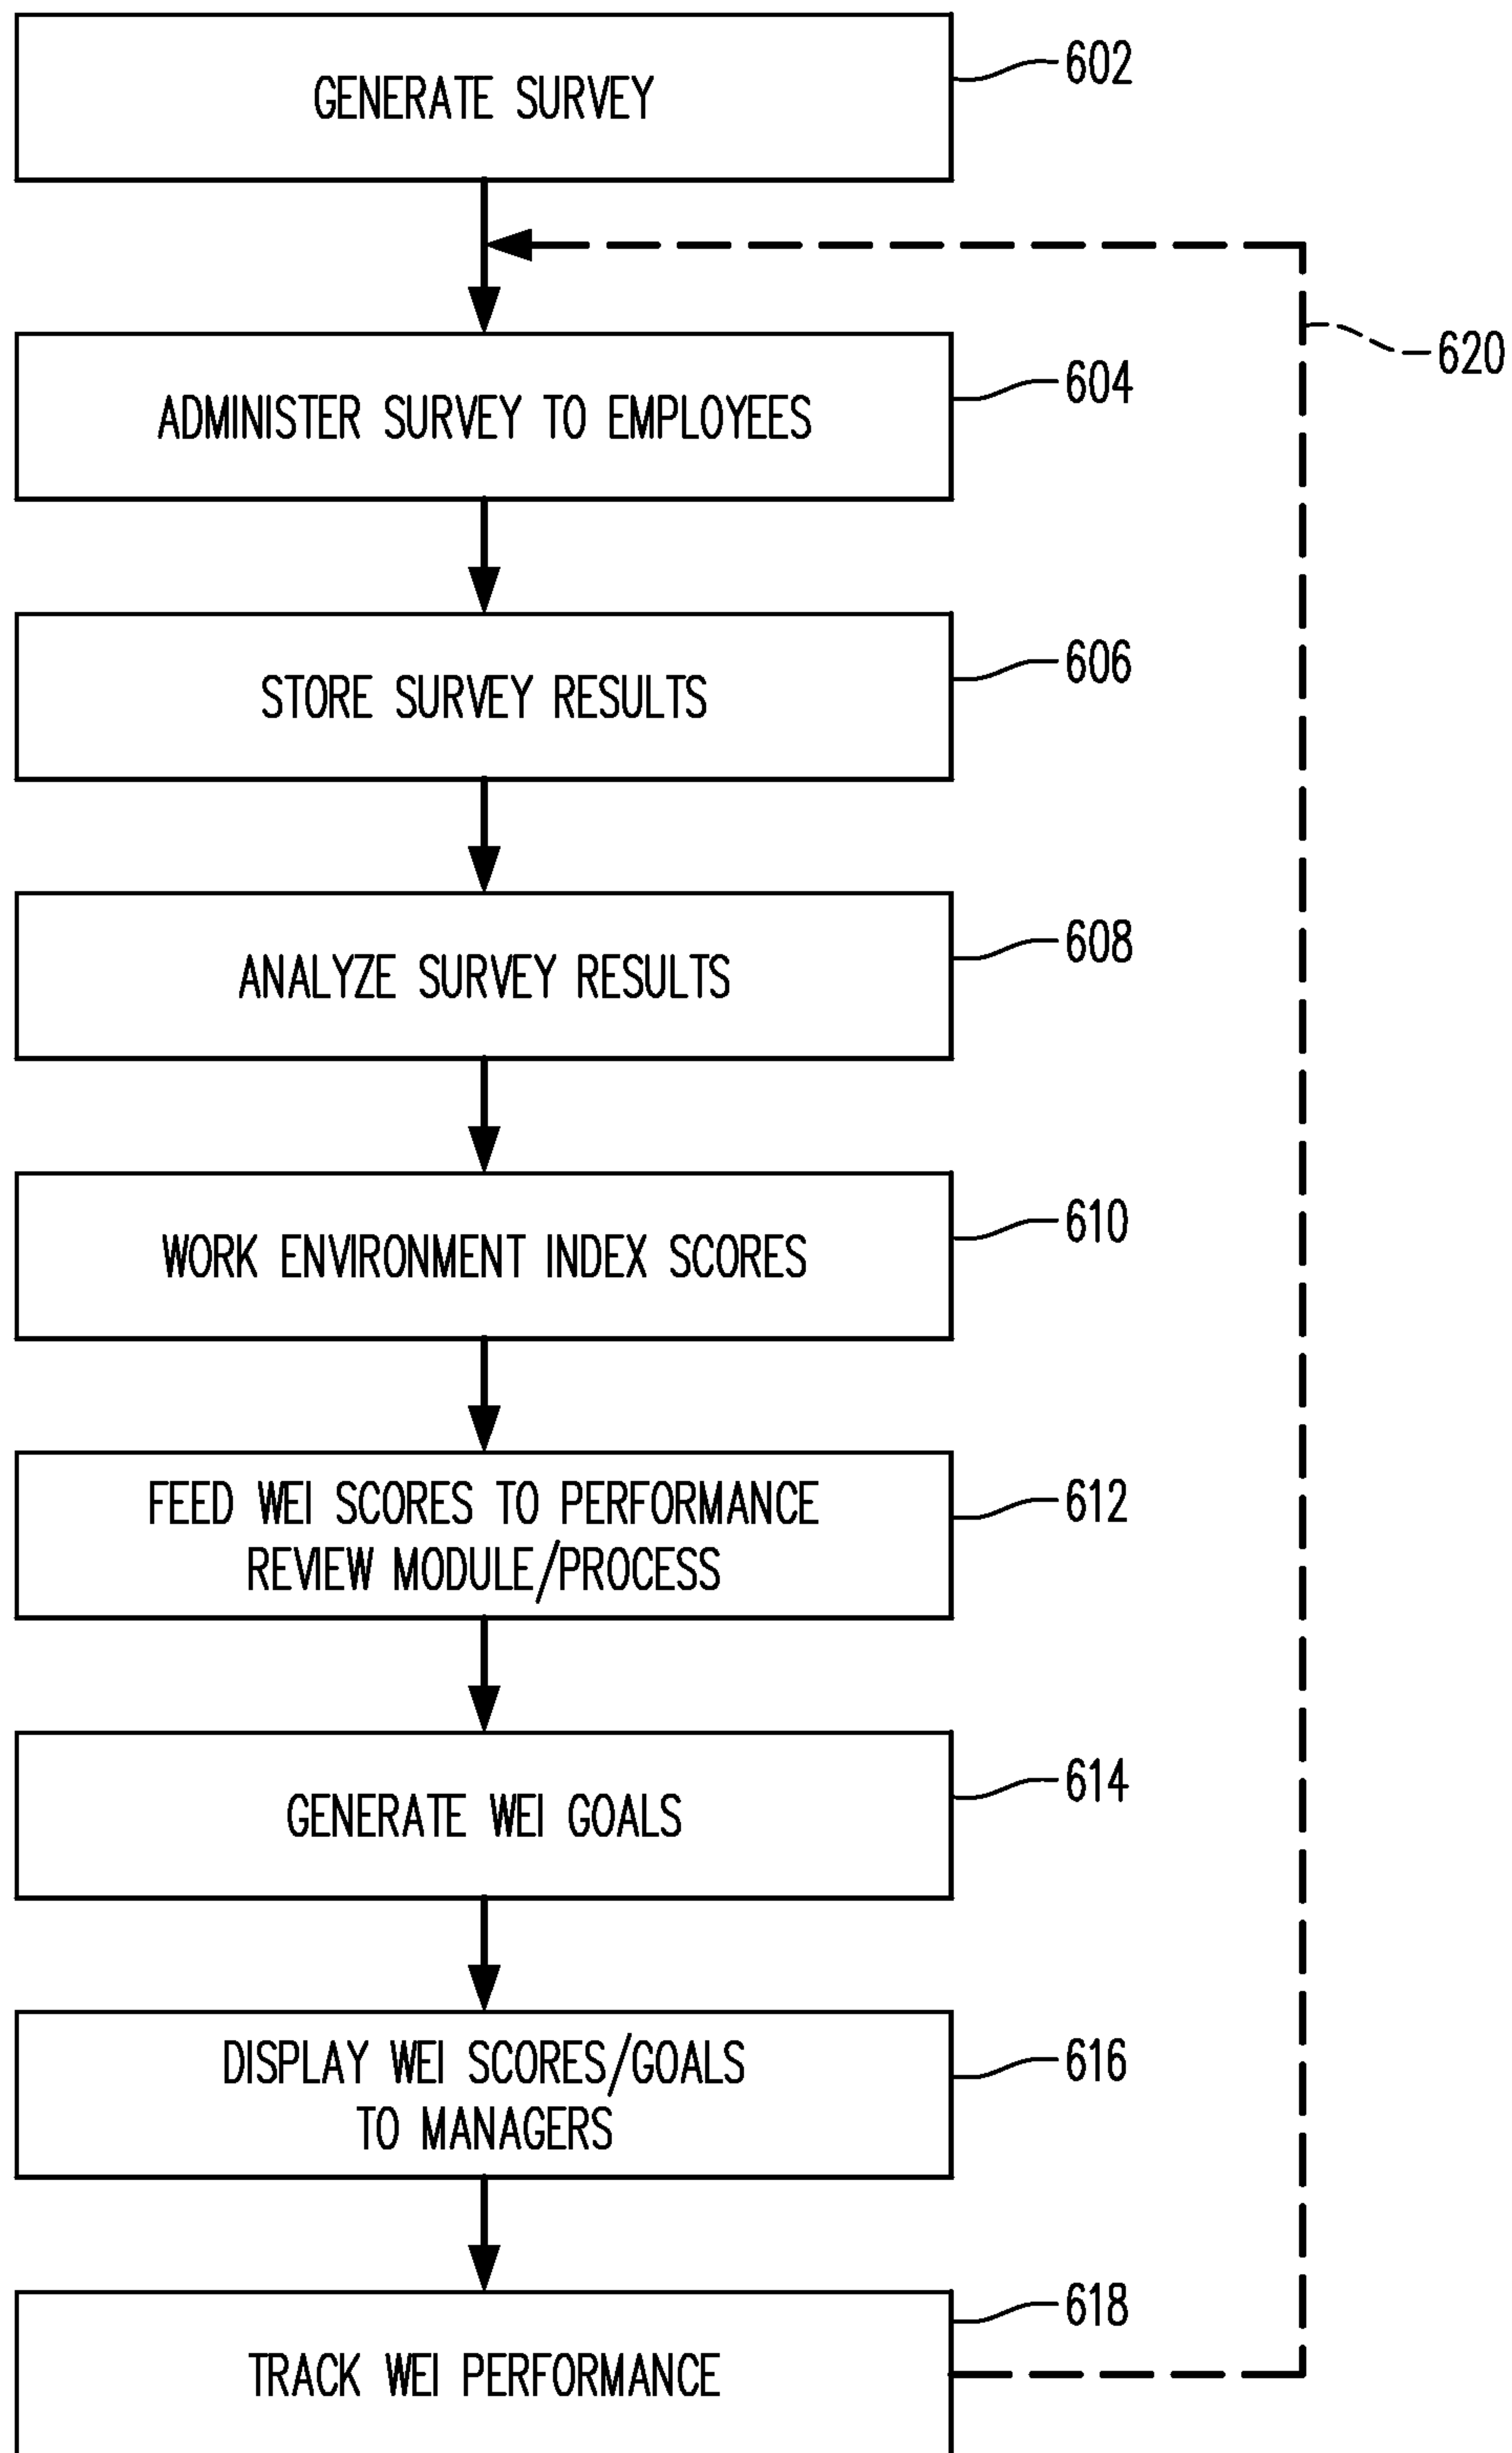 GENERATE SURVEY
602
620
ADMINISTER SURVEY TO EMPLOYEES
604
STORE SURVEY RESULTS
606
ANALYZE SURVEY RESULTS
608
WORK ENVIRONMENT INDEX SCORES
610
FEED WEI SCORES TO PERFORMANCE
REVIEW MODULE/PROCESS
612
GENERATE WEI GOALS
614
DISPLAY WEI SCORES/GOALS
TO MANAGERS
616
TRACK WEI PERFORMANCE
618